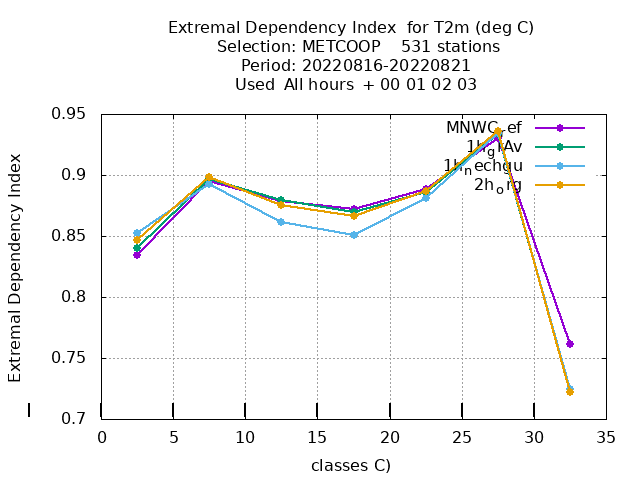 Extremal Dependency Index for T2m (deg C)
Selection: METCOOP 531 stations
Period: 20220816-20220821
Used All hours + 00 01 02 03
0.95
0.9
0.85
0.8
0.75
0.7
Extremal Dependency Index
2h_o
0
5
10
15
20
25
30
35
classes C)